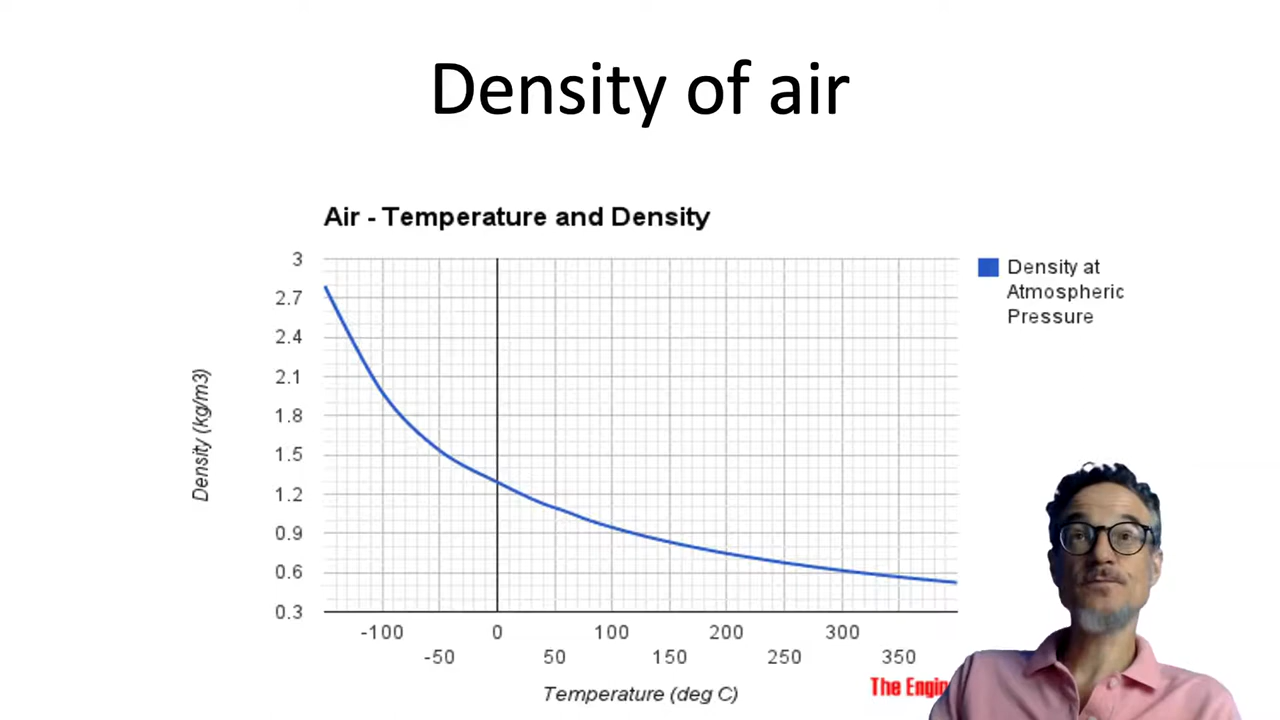 Density of air
Air - Temperature and Density
3
2.7
2.4
2.1
1.8
1.5
1.2
0.9
0.6
0.3
Density (kg/m3)
Density at
Atmospheric
Pressure
-100 0 100 200 300
-50 50 150 250 350
Temperature (deg C)
The